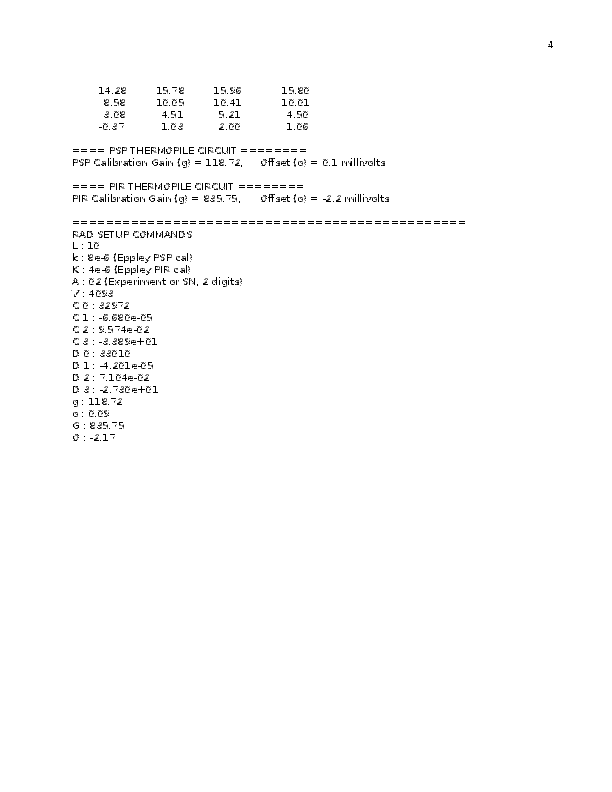 4
14.28 15.78 15.96 15.80
8.58 10.05 10.41 10.01
3.08 4.51 5.21 4.50
-0.37 1.03 2.00 1.06
==== PSP THERMOPILE CIRCUIT ========
PSP Calibration Gain (g) = 118.72, Offset (o) = 0.1 millivolts
==== PIR THERMOPILE CIRCUIT ========
PIR Calibration Gain (g) = 835.75, Offset (o) = -2.2 millivolts
===============================================
RAD SETUP COMMANDS
L : 10
k : 8e-6 (Eppley PSP cal)
K : 4e-6 (Eppley PIR cal)
A : 02 (Experiment or SN, 2 digits)
V : 4093
C 0 : 32972
C 1 : -6.680e-05
C 2 : 9.574e-02
C 3 : -3.389e+01
D 0 : 33010
D 1 : -4.201e-05
D 2 : 7.104e-02
D 3 : -2.730e+01
g : 118.72
o : 0.09
G : 835.75
O : -2.17